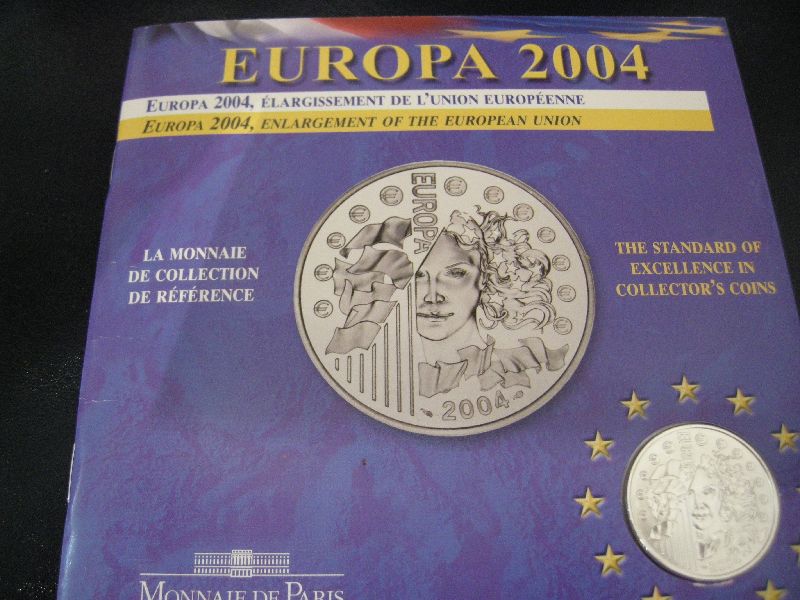 EUROPA 2004
EUROPA 2004, ÉLARGISSEMENT DE L'UNION EUROPÉENNE
EUROPA 2004, ENLARGEMENT OF THE EUROPEAN UNION
EUROPA
2004
LA MONNAIE
DE COLLECTION
DE RÉFÉRENCE
THE STANDARD OF
EXCELLENCE IN
COLLECTOR'S COINS
EUROPA
MONNAIE DE PARIS